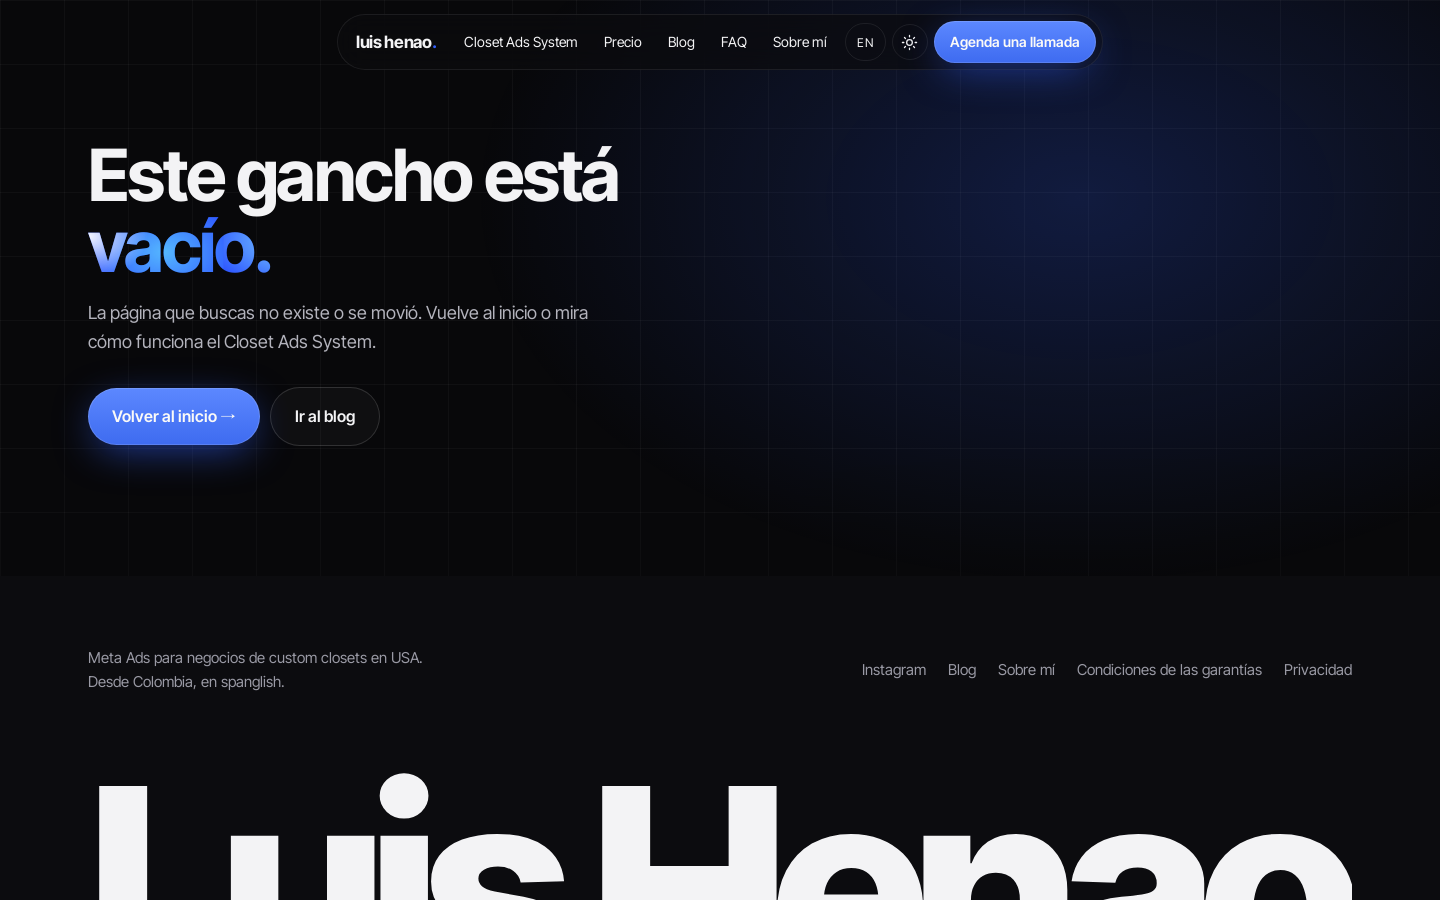 luis henao.
Closet Ads System
Precio
Blog
FAQ
Sobre mí
EN
Agenda una llamada
Este gancho está
vacío.
La página que buscas no existe o se movió. Vuelve al inicio o mira
cómo funciona el Closet Ads System.
Volver al inicio →
Ir al blog
Meta Ads para negocios de custom closets en USA.
Desde Colombia, en spanglish.
Instagram
Blog
Sobre mí
Condiciones de las garantías
Privacidad
Luis Henao